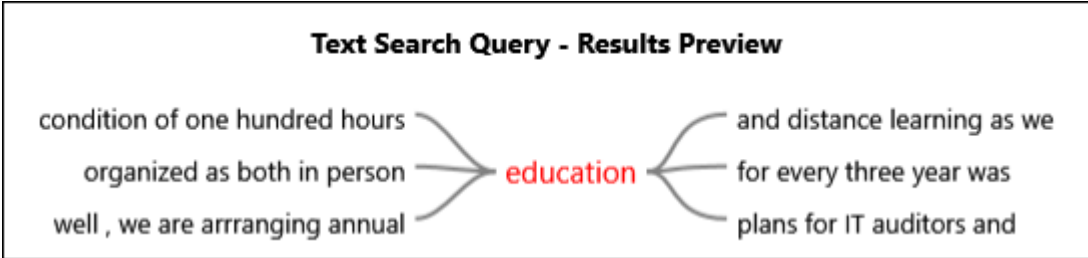 Text Search Query - Results Preview
condition of one hundred hours
organized as both in person
well , we are arrranging annual
education
and distance learning as we
for every three year was
plans for IT auditors and